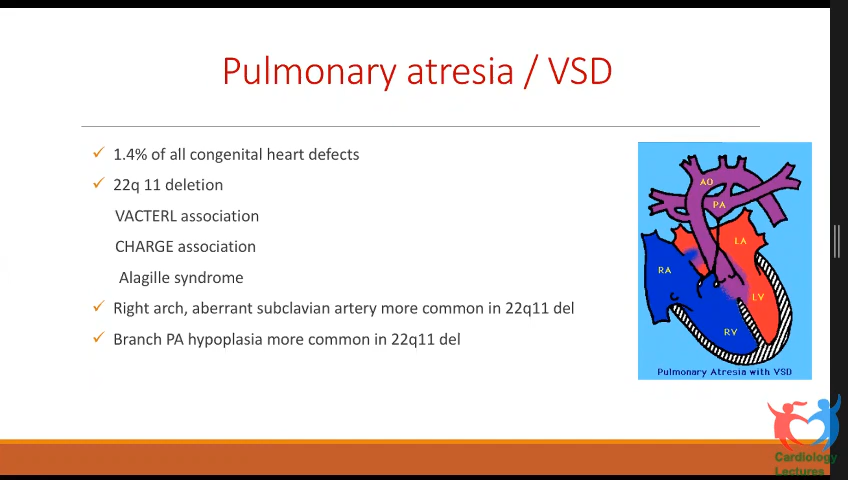 Pulmonary atresia / VSD
1.4% of all congenital heart defects
22q 11 deletion
VACTERL association
CHARGE association
Alagille syndrome
Right arch, aberrant subclavian artery more common in 22q11 del
Branch PA hypoplasia more common in 22q11 del
AO
PA
LA
RA
LV
RV
Pulmonary Atresia with VSD
Cardiology
Lectures